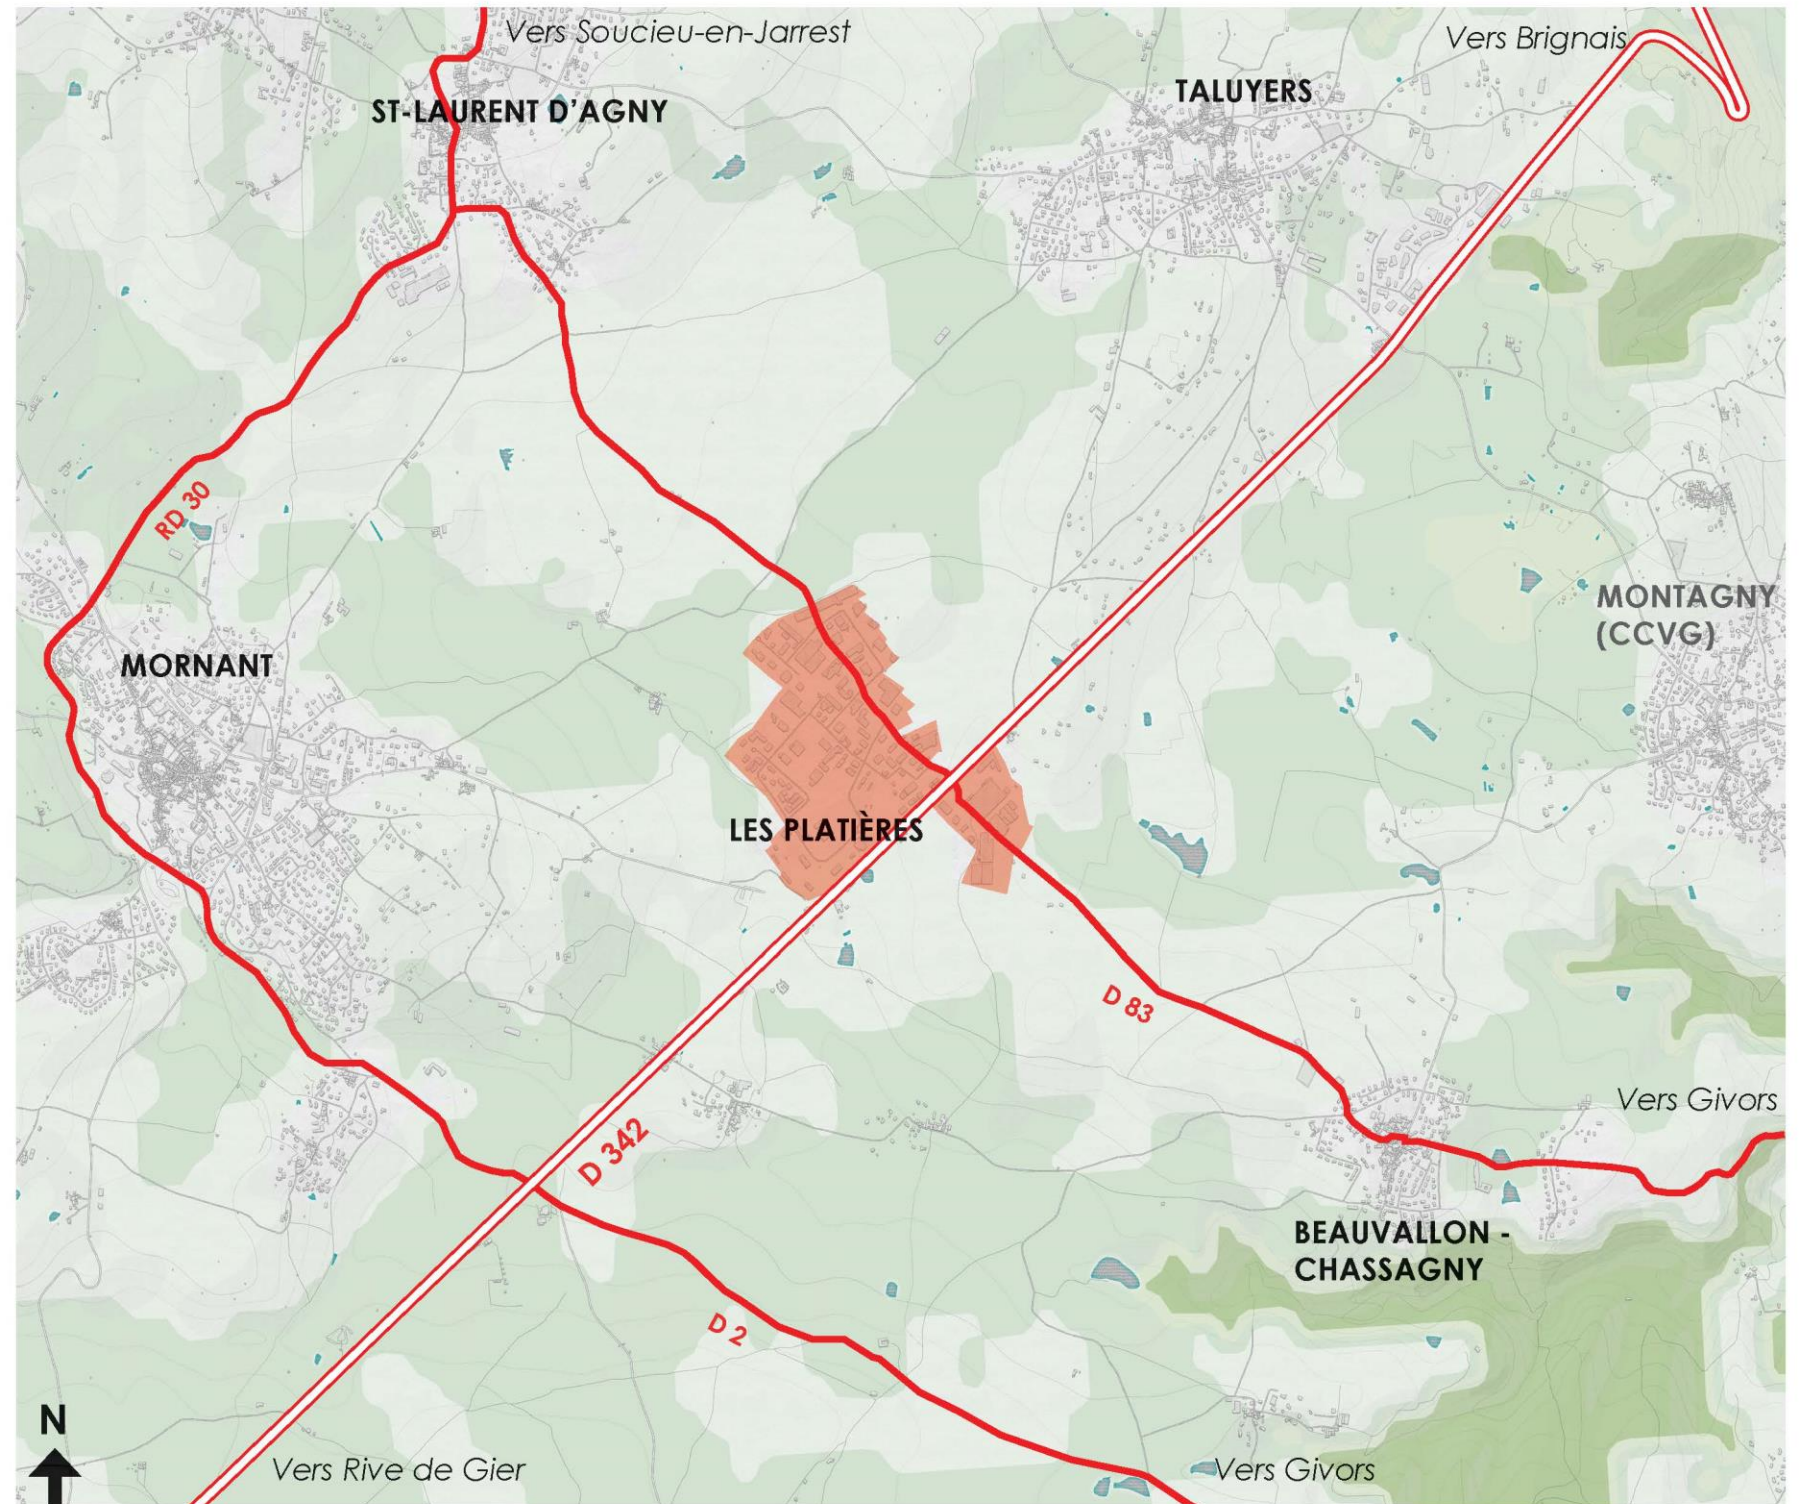 Vers Soucieu-en-Jarrest
Vers Brignais
TALUYERS
ST-LAURENT D'AGNY
RD 30
MONTAGNY
(CCVG)
MORNANT
LES PLATIÈRES
D 83
Vers Givors
D 342
BEAUVALLON -
CHASSAGNY
D 2
N
Vers Rive de Gier
Vers Givors